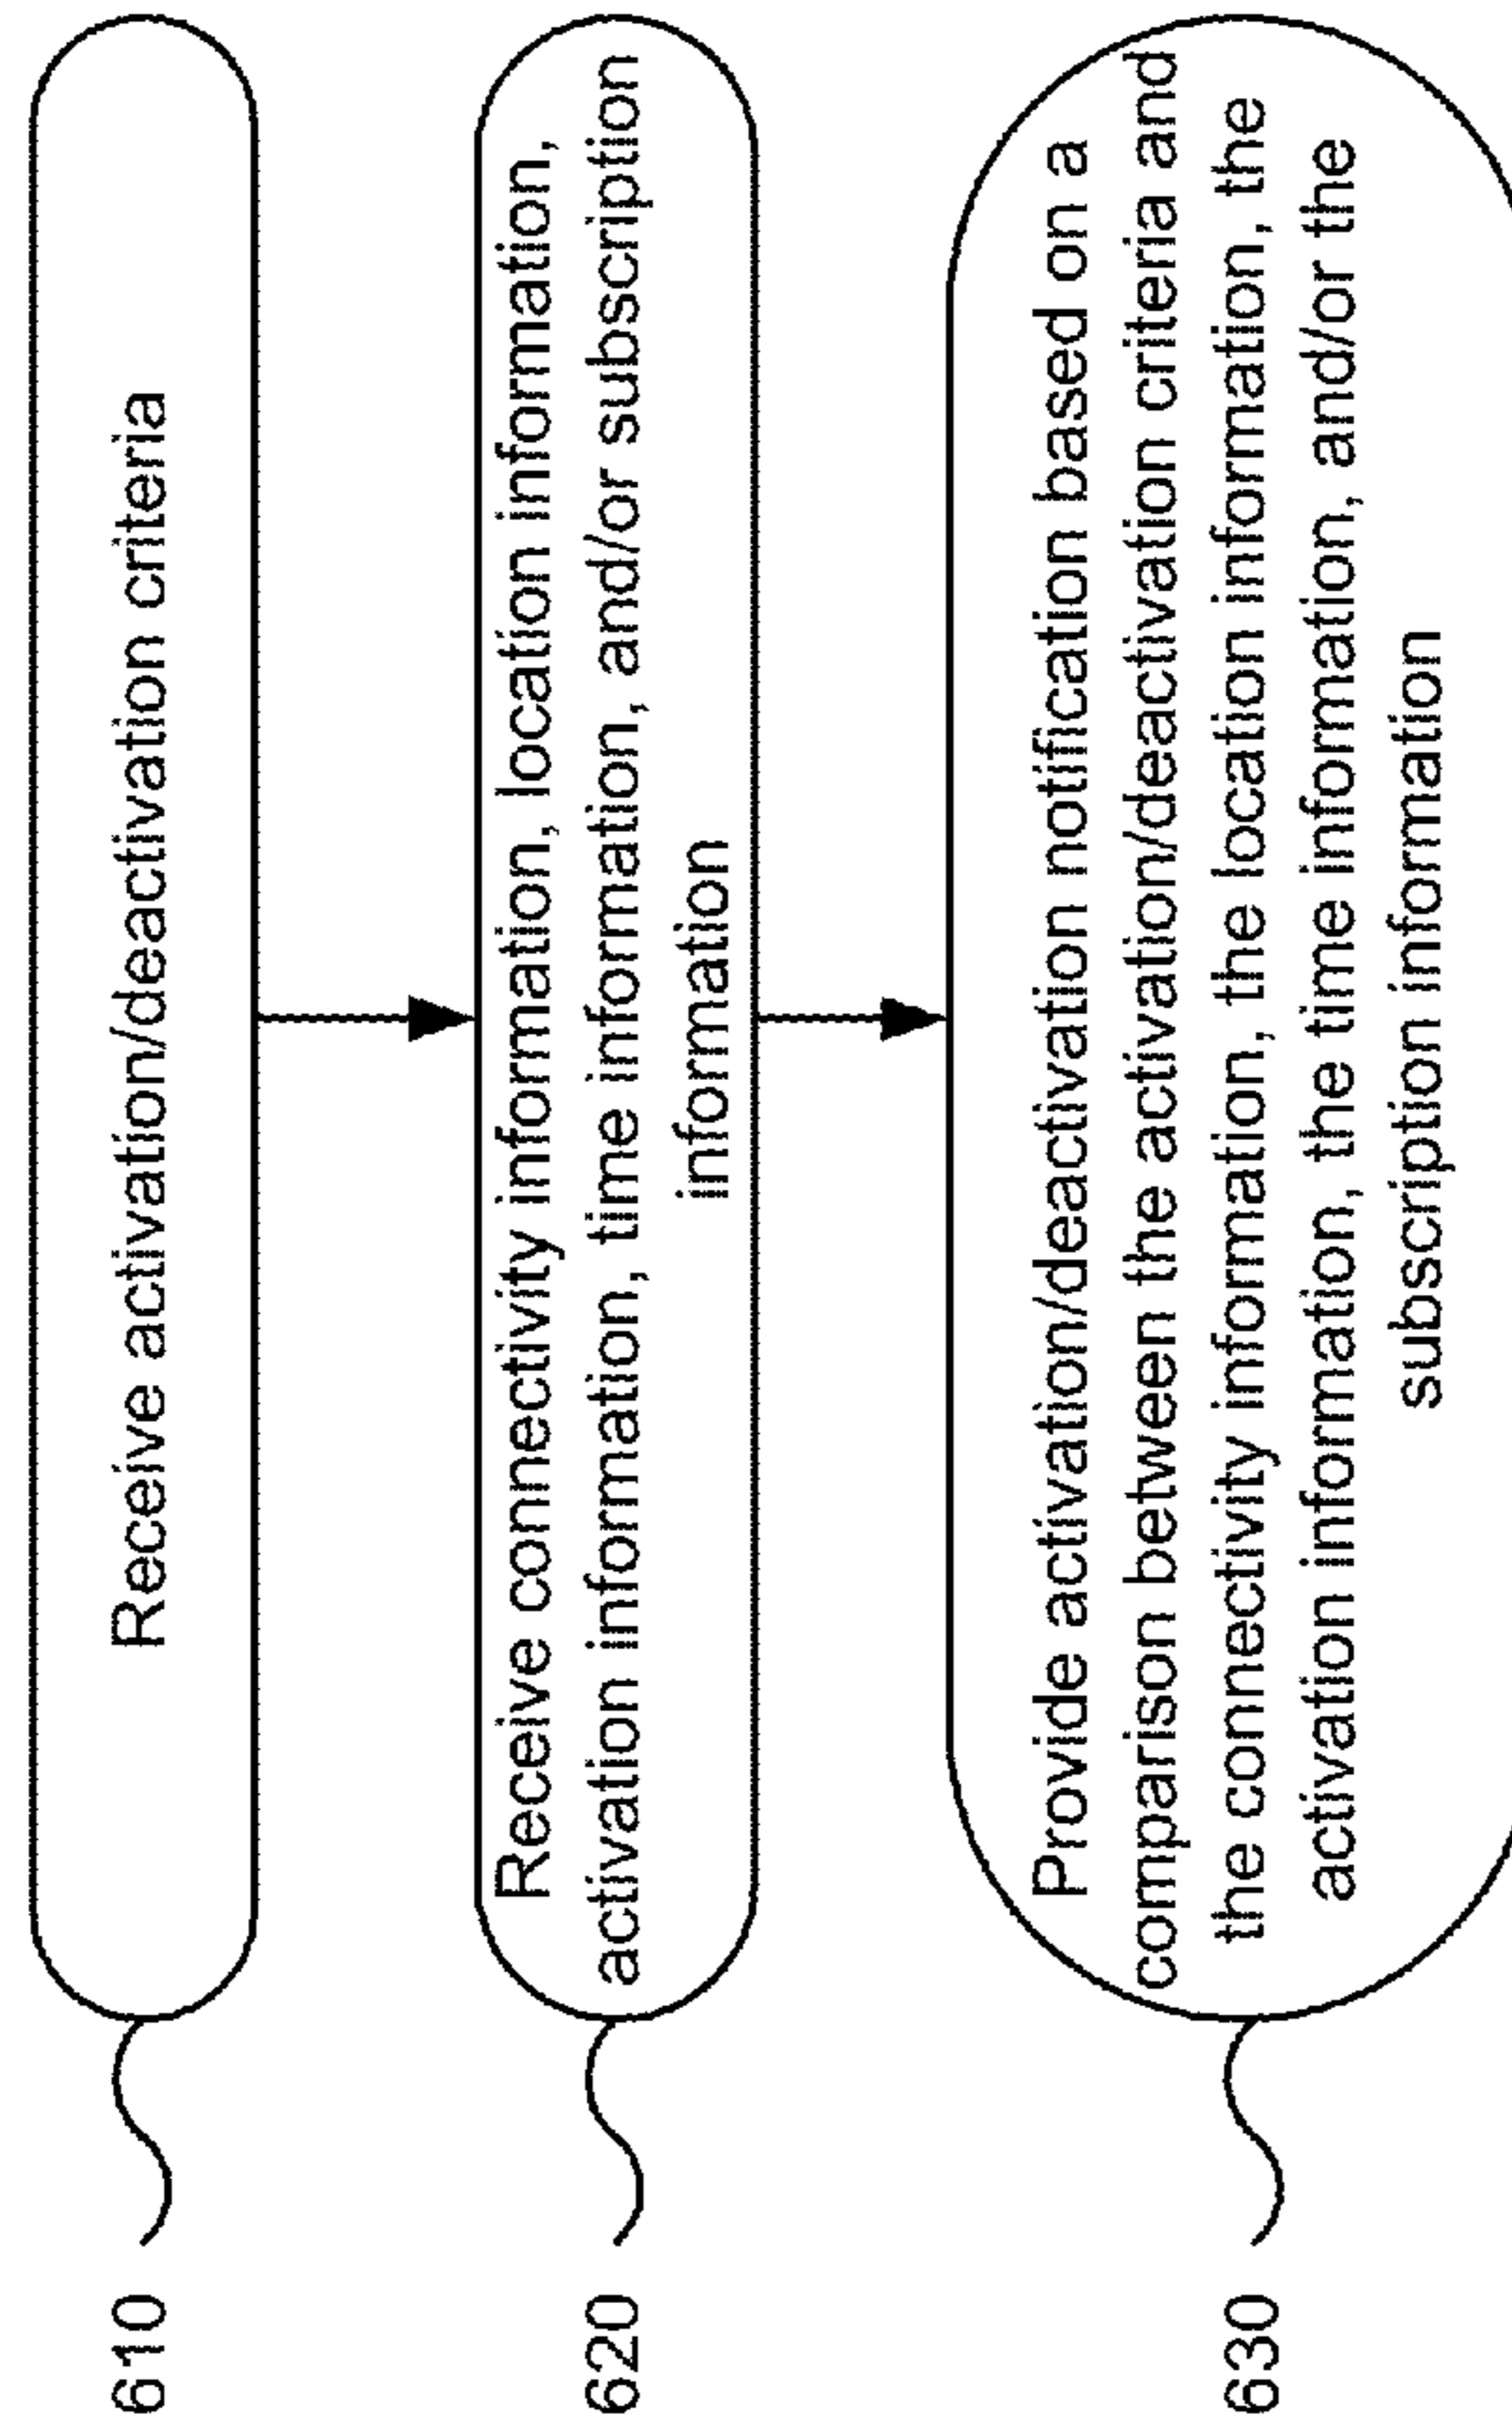 610
Receive activation/deactivation criteria
620
Receive connectivity information, location information,
activation information, time information, and/or subscription
information
630
Provide activation/deactivation notification based on a
comparison between the activation/deactivation criteria and
the connectivity information, the location information, the
activation information, the time information, and/or the
subscription information